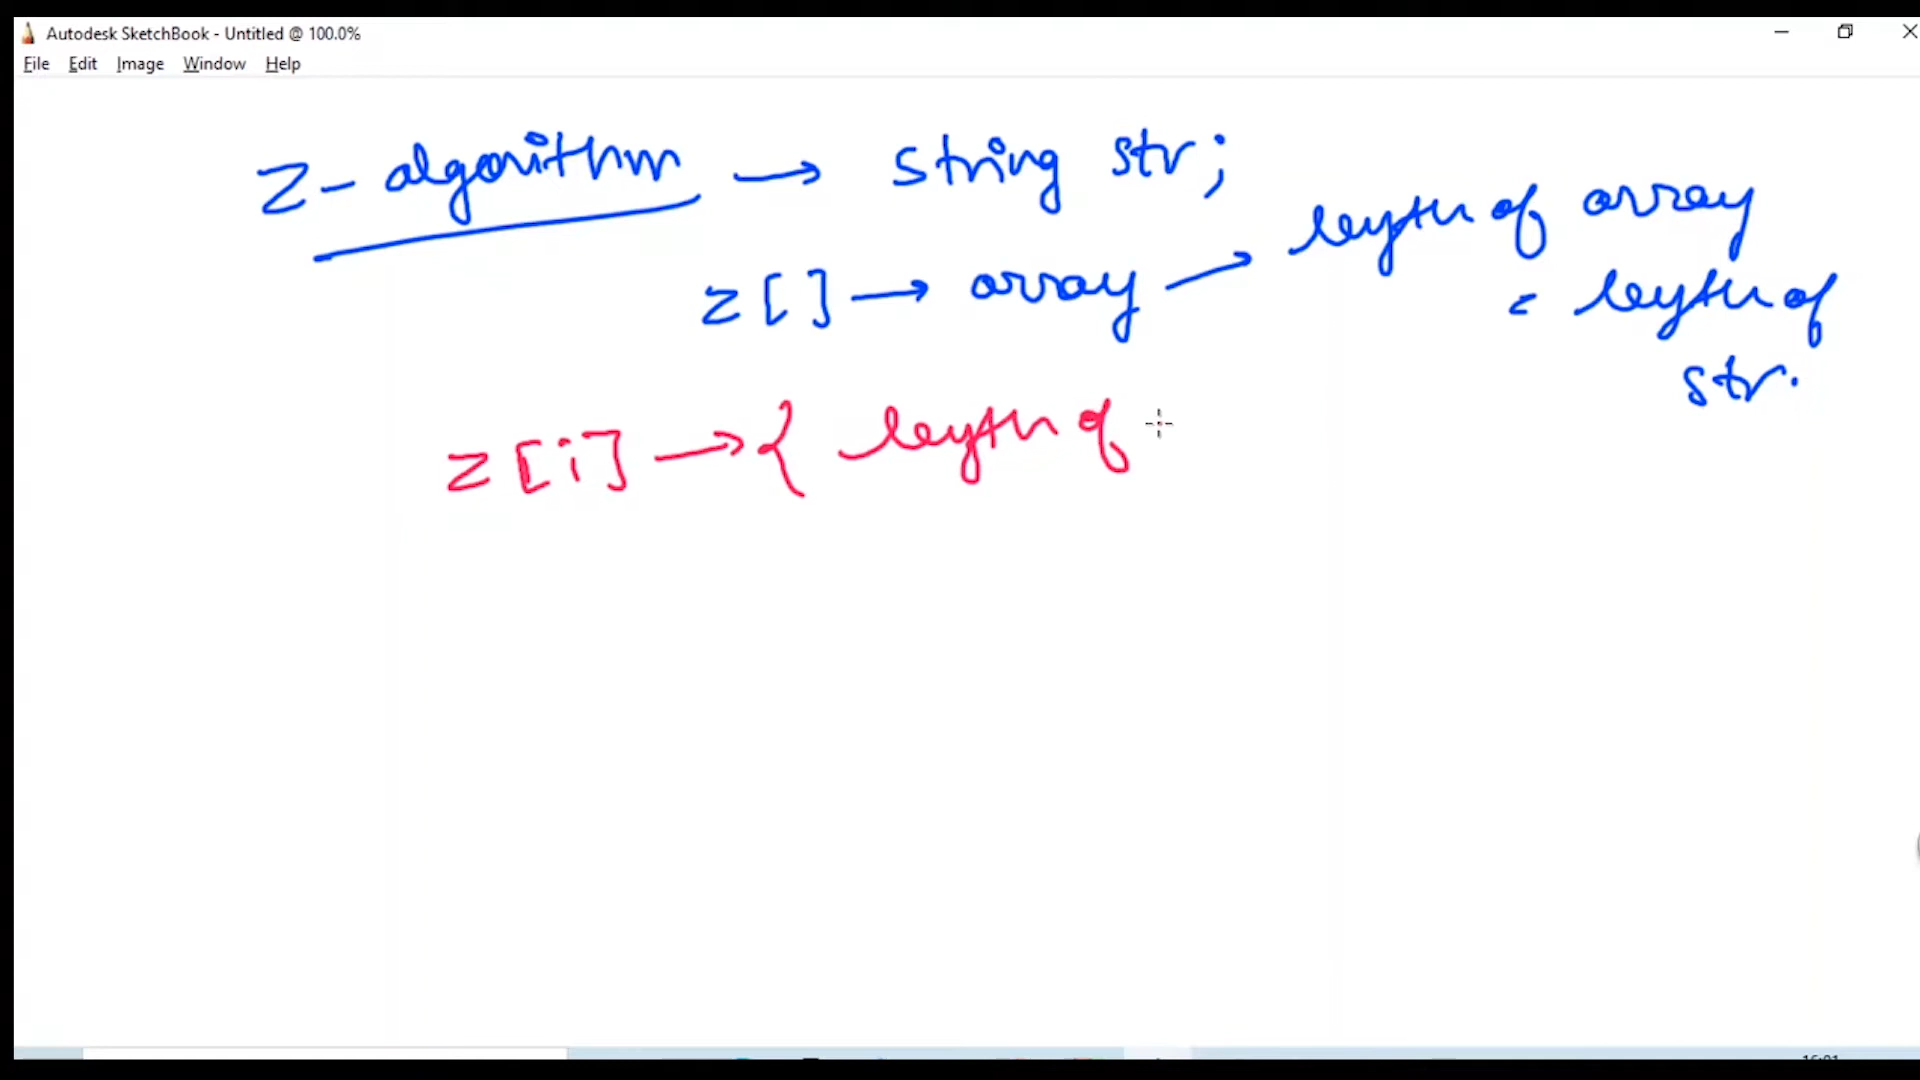 Autodesk SketchBook - Untitled @ 100.0%
File Edit Image Window Help
Z- algorithm → string str;
z[] → array → length of array
= length of
str.
z[i] → { length of